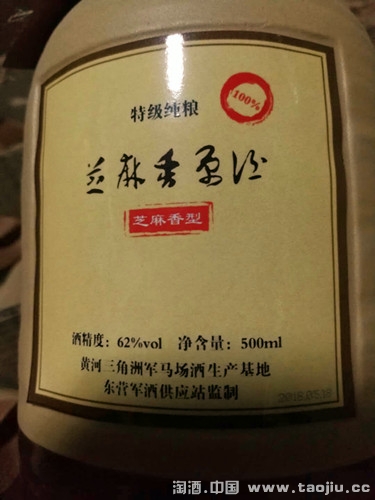 100%
特级纯粮
芝麻香原汁
芝麻香型
酒精度：62%vol 净含量：500ml
黄河三角洲军马场酒生产基地
东营军酒供应站监制
淘酒.中国 www.taojiu.cc